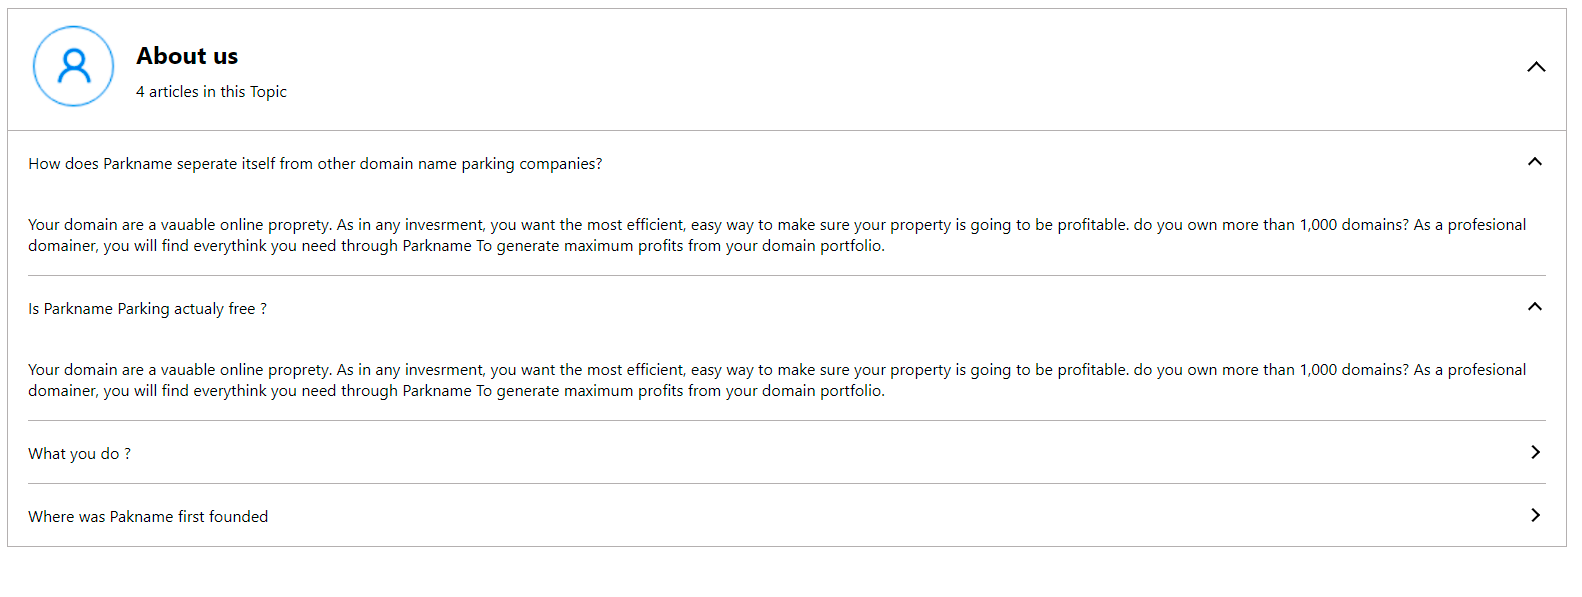 About us
4 articles in this Topic
How does Parkname seperate itself from other domain name parking companies?
Your domain are a vauable online proprety. As in any invesrment, you want the most efficient, easy way to make sure your property is going to be profitable. do you own more than 1,000 domains? As a profesional
domainer, you will find everythink you need through Parkname To generate maximum profits from your domain portfolio.
Is Parkname Parking actualy free ?
Your domain are a vauable online proprety. As in any invesrment, you want the most efficient, easy way to make sure your property is going to be profitable. do you own more than 1,000 domains? As a profesional
domainer, you will find everythink you need through Parkname To generate maximum profits from your domain portfolio.
What you do ?
Where was Pakname first founded